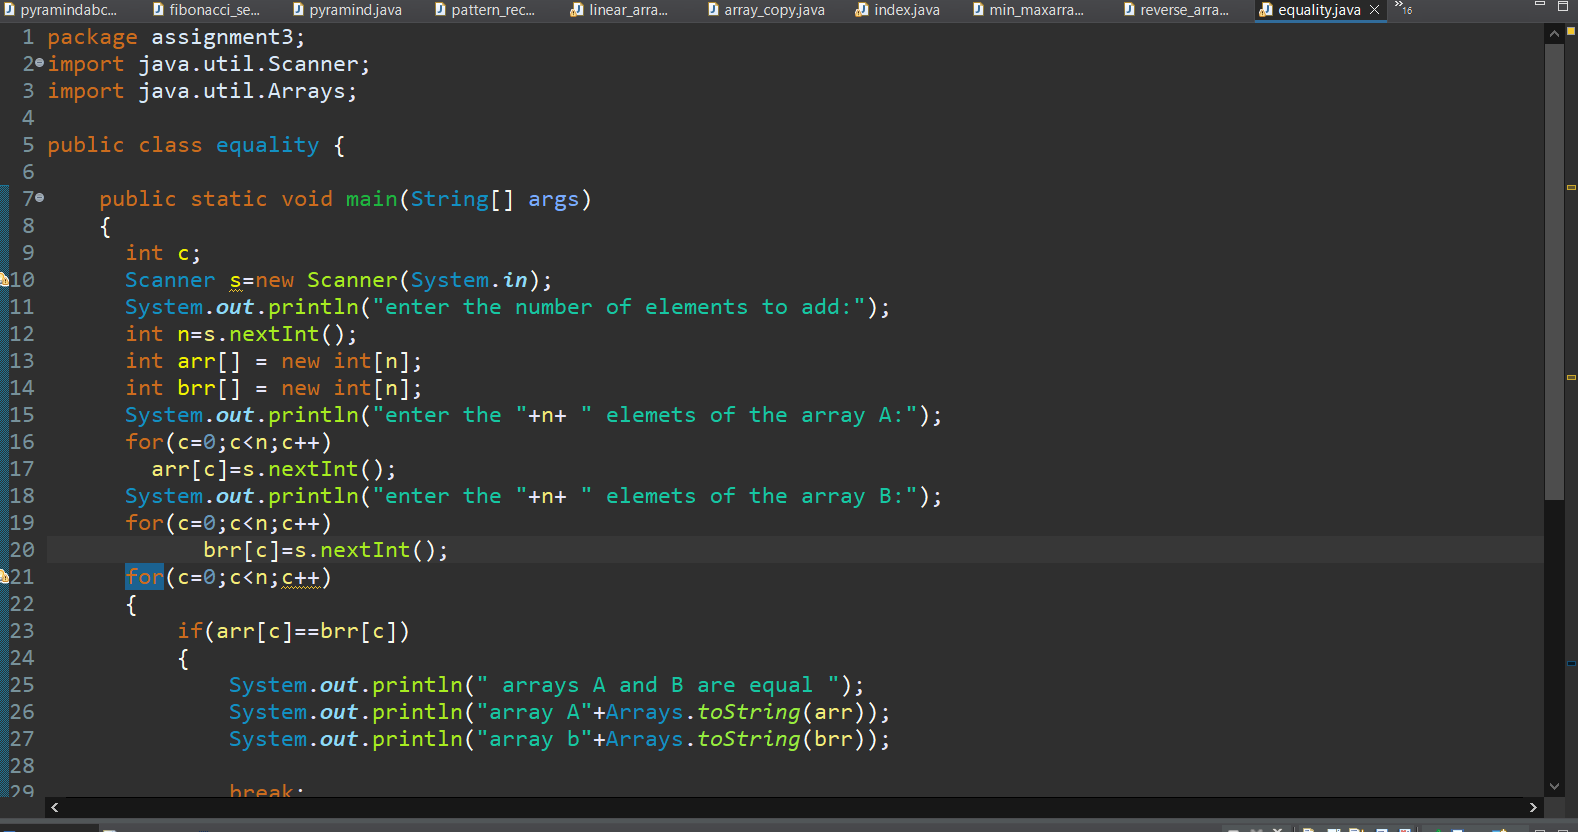 pyramindabc... fibonacci_se... pyramind.java pattern_rec... linear_arra... array_copy.java index.java min_maxarra... reverse_arra... equality.java 16
1 package assignment3;
2 import java.util.Scanner;
3 import java.util.Arrays;
4
5 public class equality {
6
7 public static void main(String[] args)
8 {
9 int c;
10 Scanner s=new Scanner(System.in);
11 System.out.println("enter the number of elements to add:");
12 int n=s.nextInt();
13 int arr[] = new int[n];
14 int brr[] = new int[n];
15 System.out.println("enter the "+n+ " elemets of the array A:");
16 for(c=0;c<n;c++)
17 arr[c]=s.nextInt();
18 System.out.println("enter the "+n+ " elemets of the array B:");
19 for(c=0;c<n;c++)
20 brr[c]=s.nextInt();
21 for(c=0;c<n;c++)
22 {
23 if(arr[c]==brr[c])
24 {
25 System.out.println(" arrays A and B are equal ");
26 System.out.println("array A"+Arrays.toString(arr));
27 System.out.println("array b"+Arrays.toString(brr));
28
29 break;